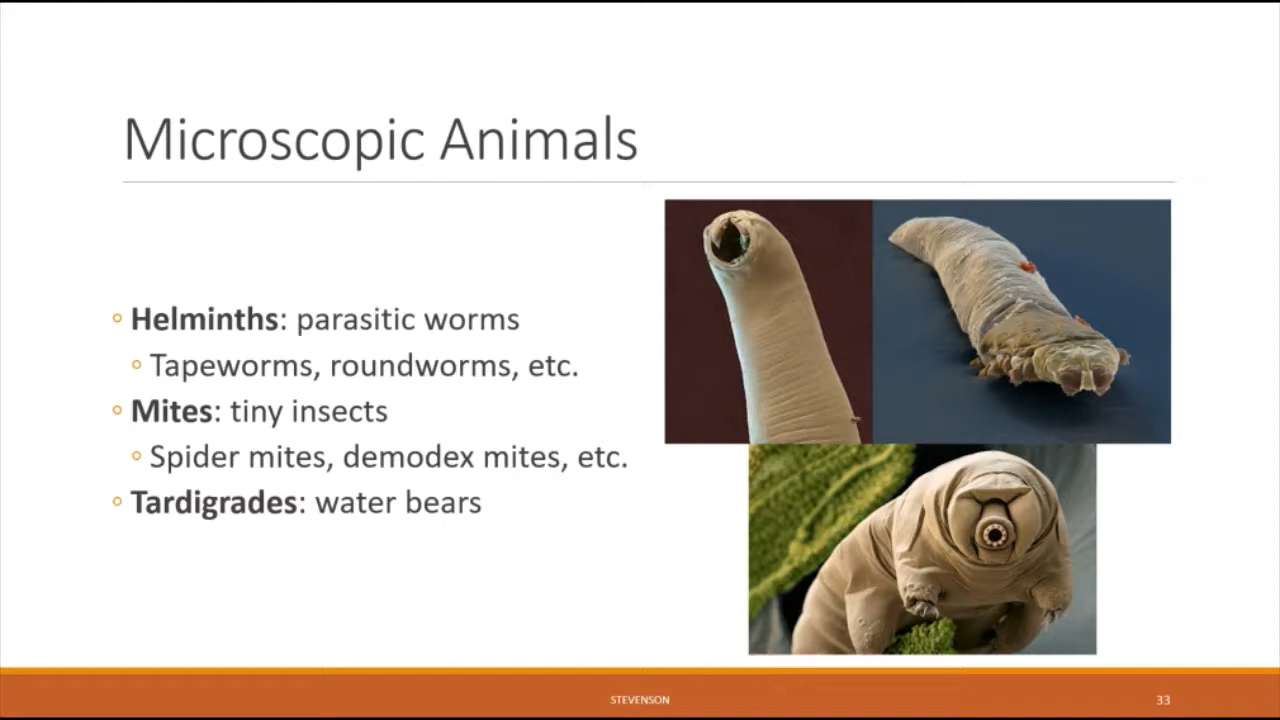 Microscopic Animals
◦ Helminths: parasitic worms
◦ Tapeworms, roundworms, etc.
◦ Mites: tiny insects
◦ Spider mites, demodex mites, etc.
◦ Tardigrades: water bears
STEVENSON
33